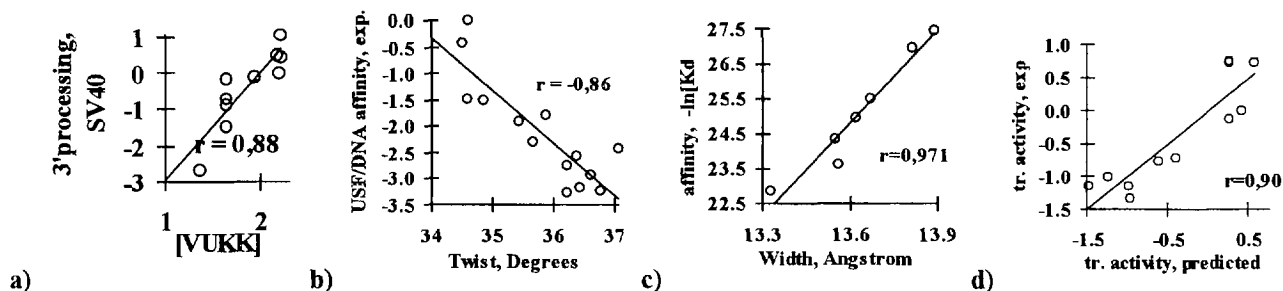 a)
3'processing,
SV40
1
0
-1
-2
-3
r = 0,88
1
2
[VUKK]
b)
USF/DNA affinity, exp.
0.0
-0.5
-1.0
-1.5
-2.0
-2.5
-3.0
-3.5
r = -0,86
34
35
36
37
Twist, Degrees
c)
affinity, -ln[Kd
27.5
26.5
25.5
24.5
23.5
22.5
r=0,971
13.3
13.6
13.9
Width, Angstrom
d)
tr. activity, exp
1.0
0.5
0.0
-0.5
-1.0
-1.5
r=0,90
-1.5
-0.5
0.5
tr. activity, predicted